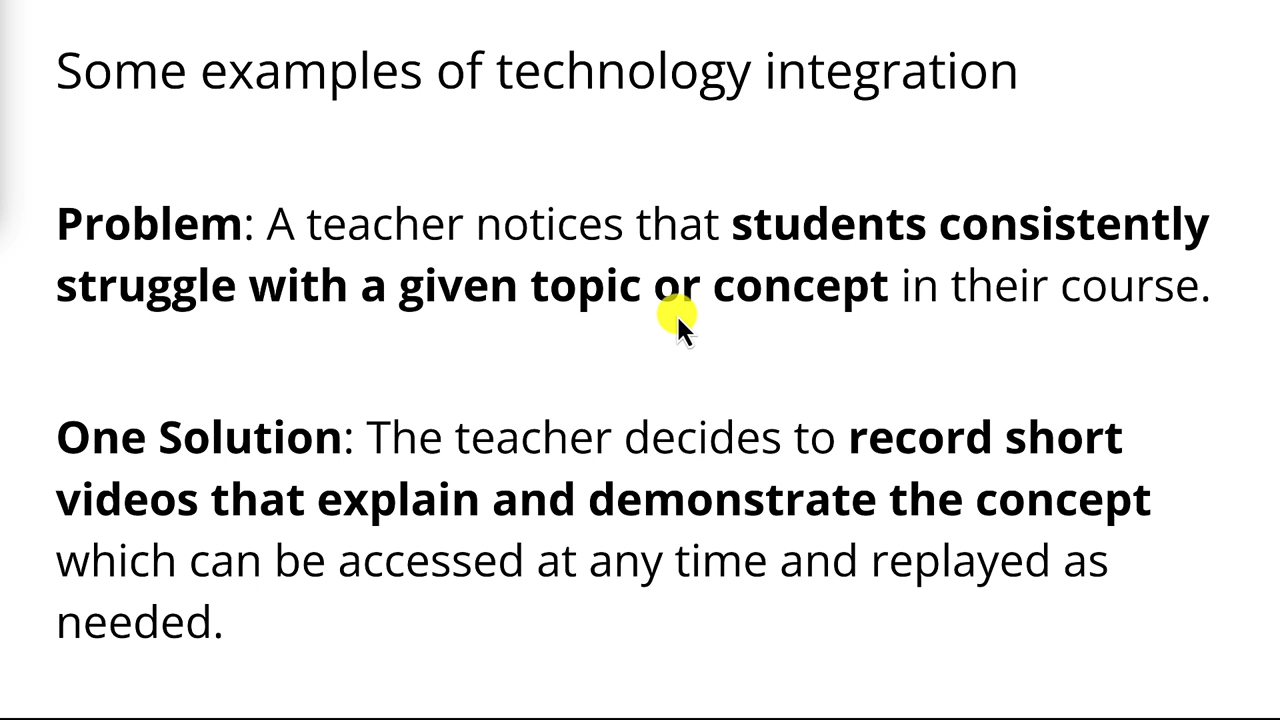 Some examples of technology integration
Problem: A teacher notices that students consistently
struggle with a given topic or concept in their course.
One Solution: The teacher decides to record short
videos that explain and demonstrate the concept
which can be accessed at any time and replayed as
needed.